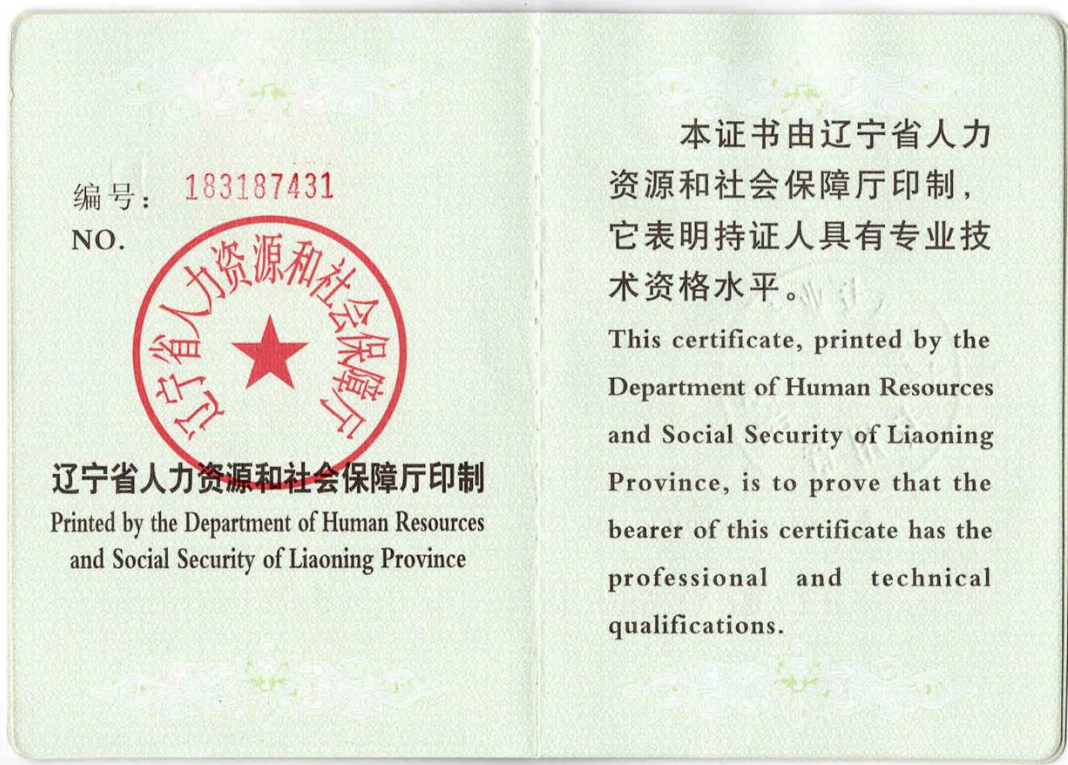 编号： 183187431
NO.
辽宁省人力资源和社会保障厅
辽宁省人力资源和社会保障厅印制
Printed by the Department of Human Resources
and Social Security of Liaoning Province
本证书由辽宁省人力
资源和社会保障厅印制，
它表明持证人具有专业技
术资格水平。
This certificate, printed by the
Department of Human Resources
and Social Security of Liaoning
Province, is to prove that the
bearer of this certificate has the
professional and technical
qualifications.